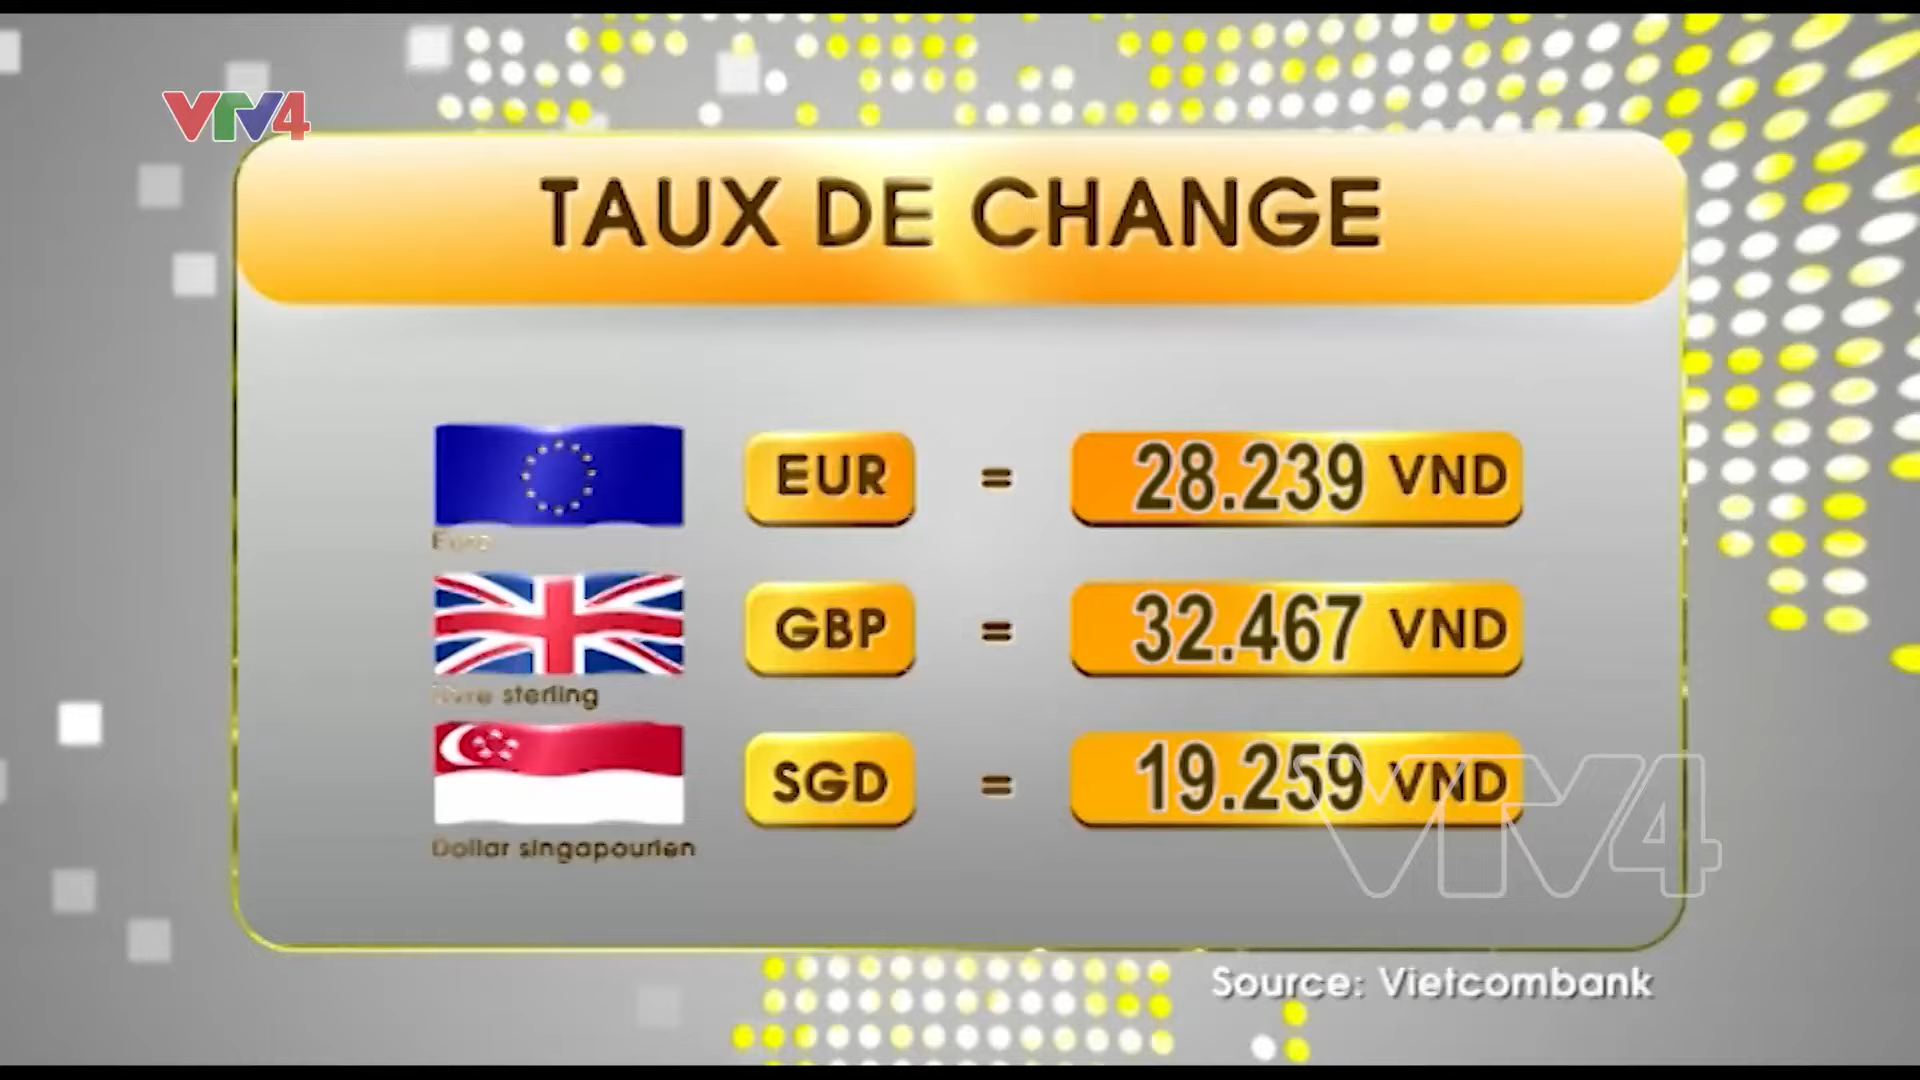 VTV4
TAUX DE CHANGE
EUR = 28.239 VND
Euro
GBP = 32.467 VND
Livre sterling
SGD = 19.259 VND
Dollar singapourien
VTV4
Source: Vietcombank